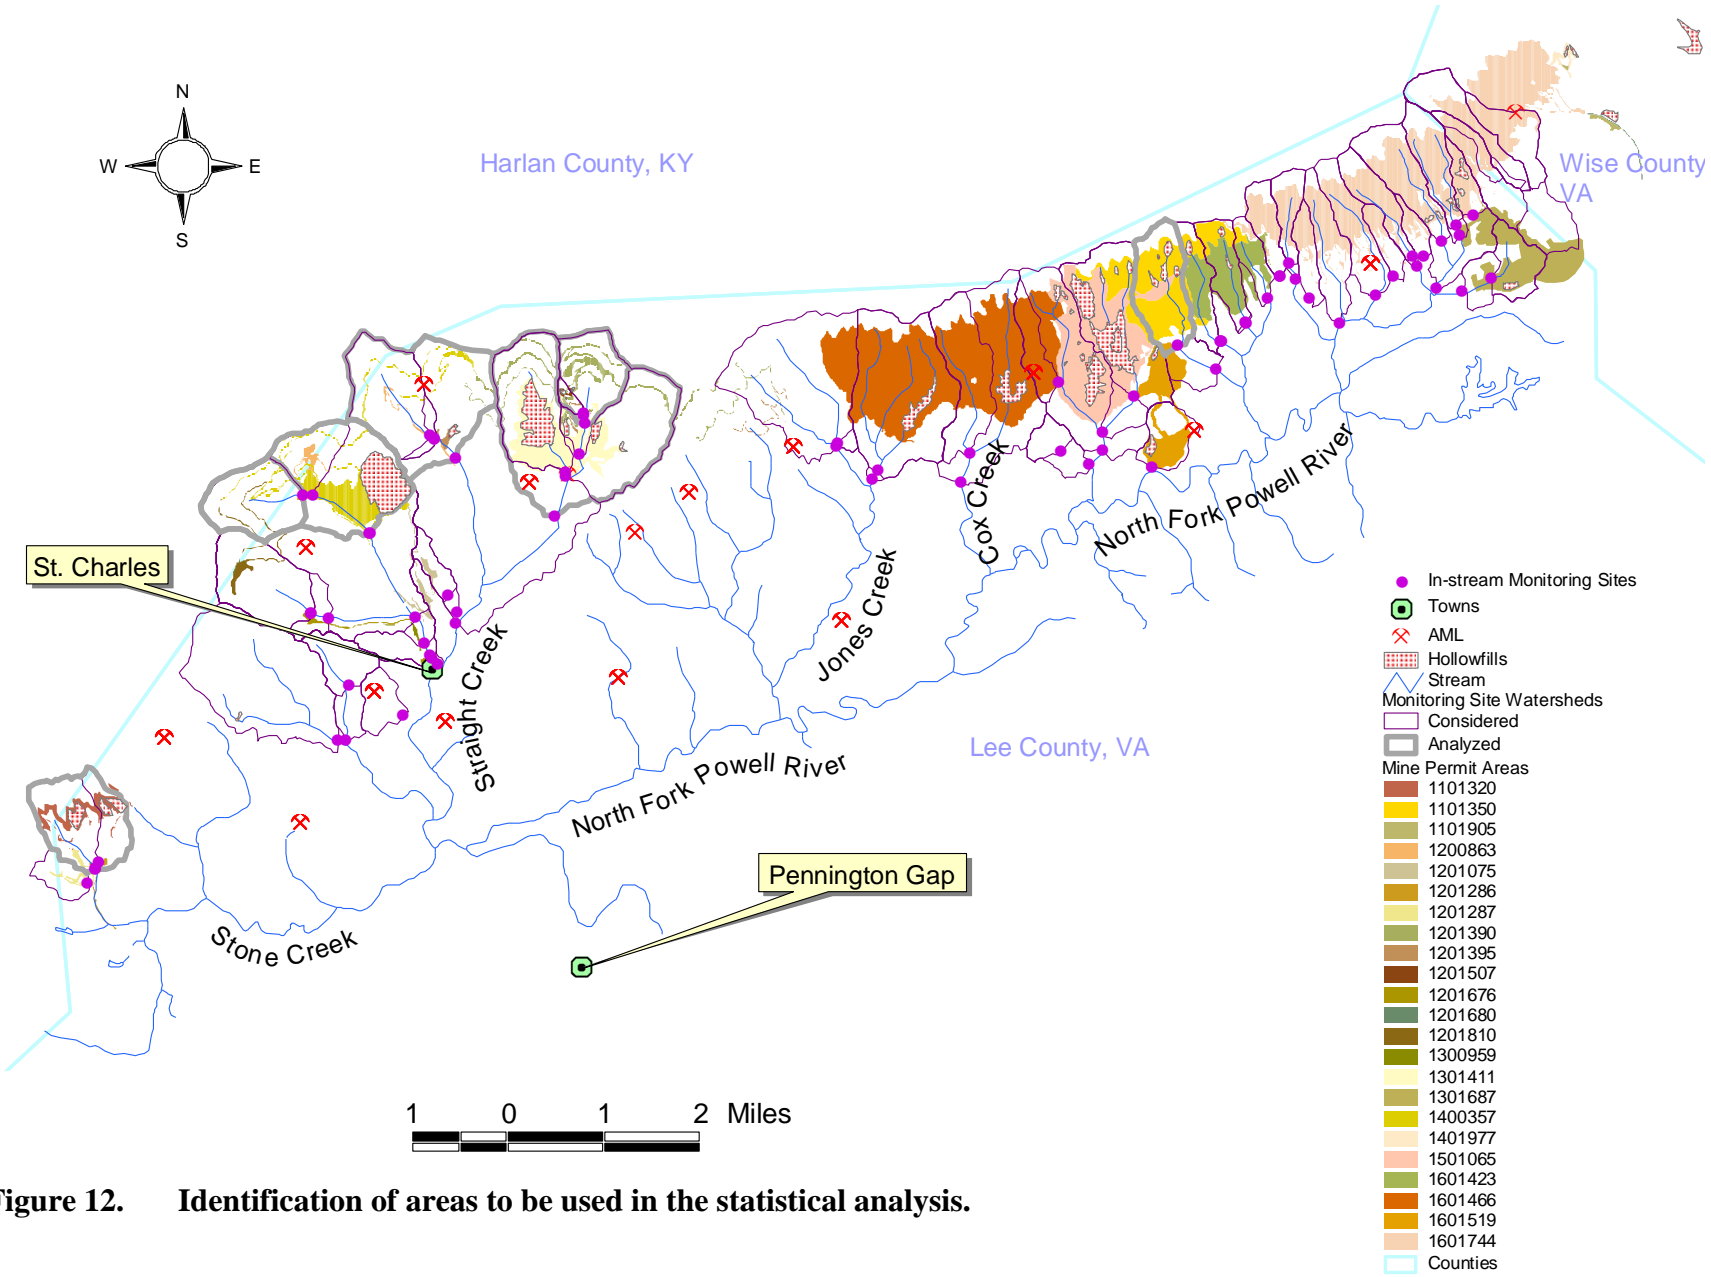 N
W E
S
Harlan County, KY
Wise County
VA
St. Charles
Straight Creek
Jones Creek
Cox Creek
North Fork Powell River
North Fork Powell River
Lee County, VA
Pennington Gap
Stone Creek
In-stream Monitoring Sites
Towns
AML
Hollowfills
Stream
Monitoring Site Watersheds
Considered
Analyzed
Mine Permit Areas
1101320
1101350
1101905
1200863
1201075
1201286
1201287
1201390
1201395
1201507
1201676
1201680
1201810
1300959
1301411
1301687
1400357
1401977
1501065
1601423
1601466
1601519
1601744
Counties
1 0 1 2 Miles
igure 12. Identification of areas to be used in the statistical analysis.